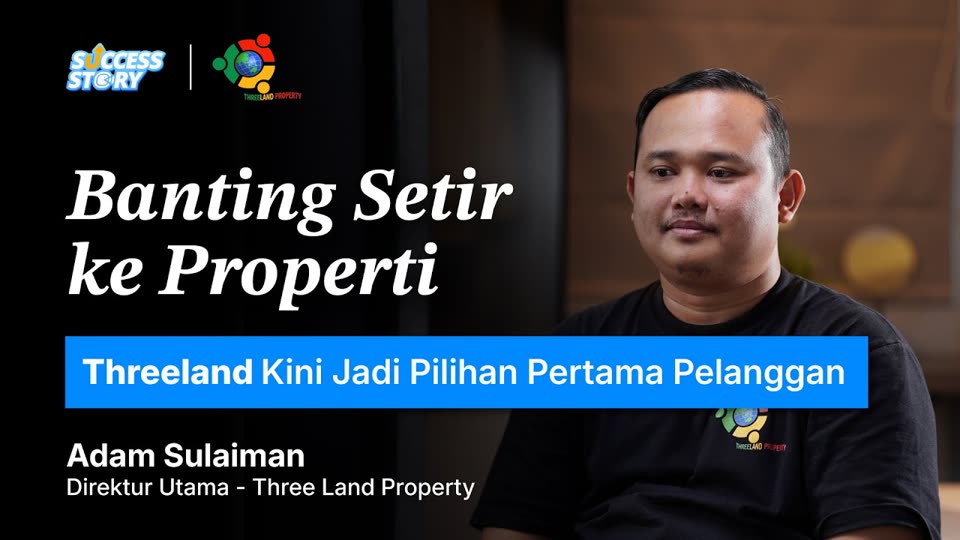 SUCCESS
STORY
THREELAND PROPERTY
Banting Setir
ke Properti
Threeland Kini Jadi Pilihan Pertama Pelanggan
THREELAND PROPERTY
Adam Sulaiman
Direktur Utama - Three Land Property